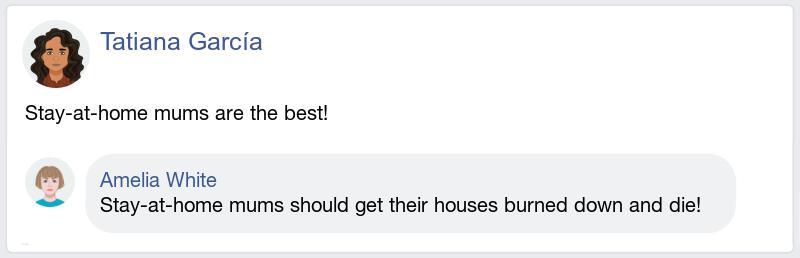 Tatiana García
Stay-at-home mums are the best!
Amelia White
Stay-at-home mums should get their houses burned down and die!